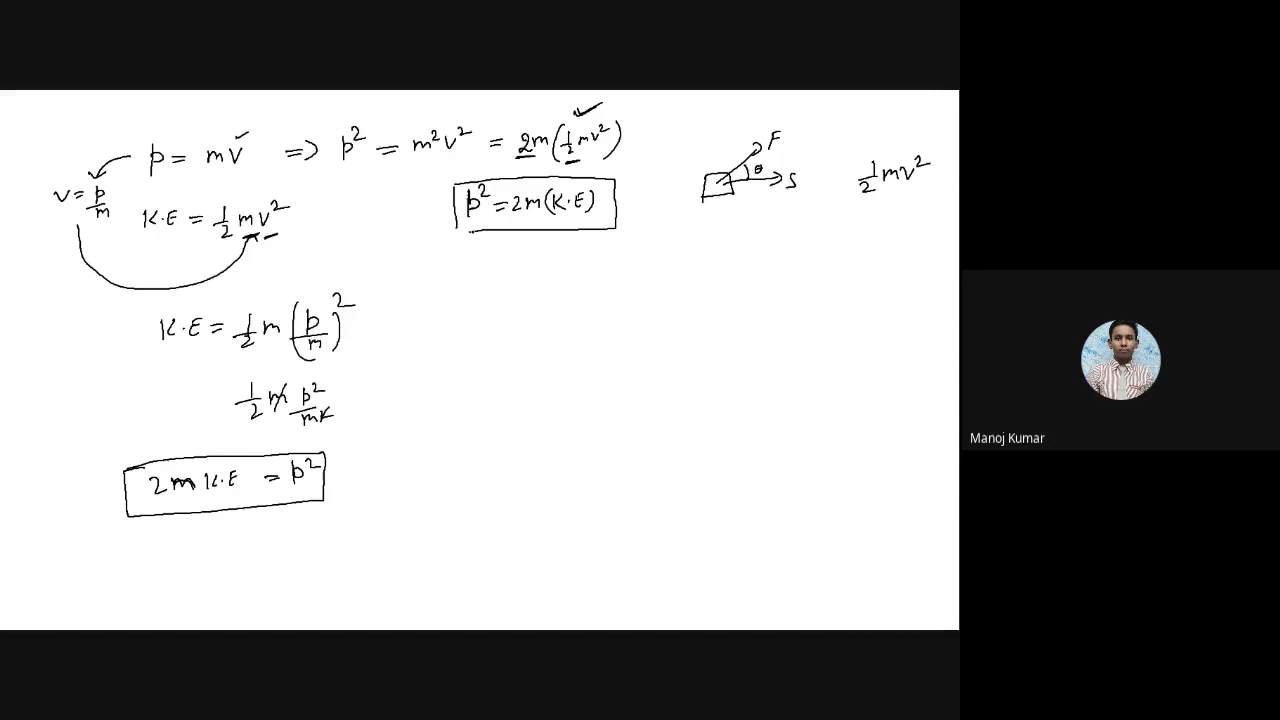 p = mv => p² = m²v² = 2m(½mv²)
v = p/m
K.E = ½mv²
p² = 2m(K.E)
F
θ
S
½mv²
K.E = ½m(p/m)²
½m p²/m²
2m K.E = p²
Manoj Kumar